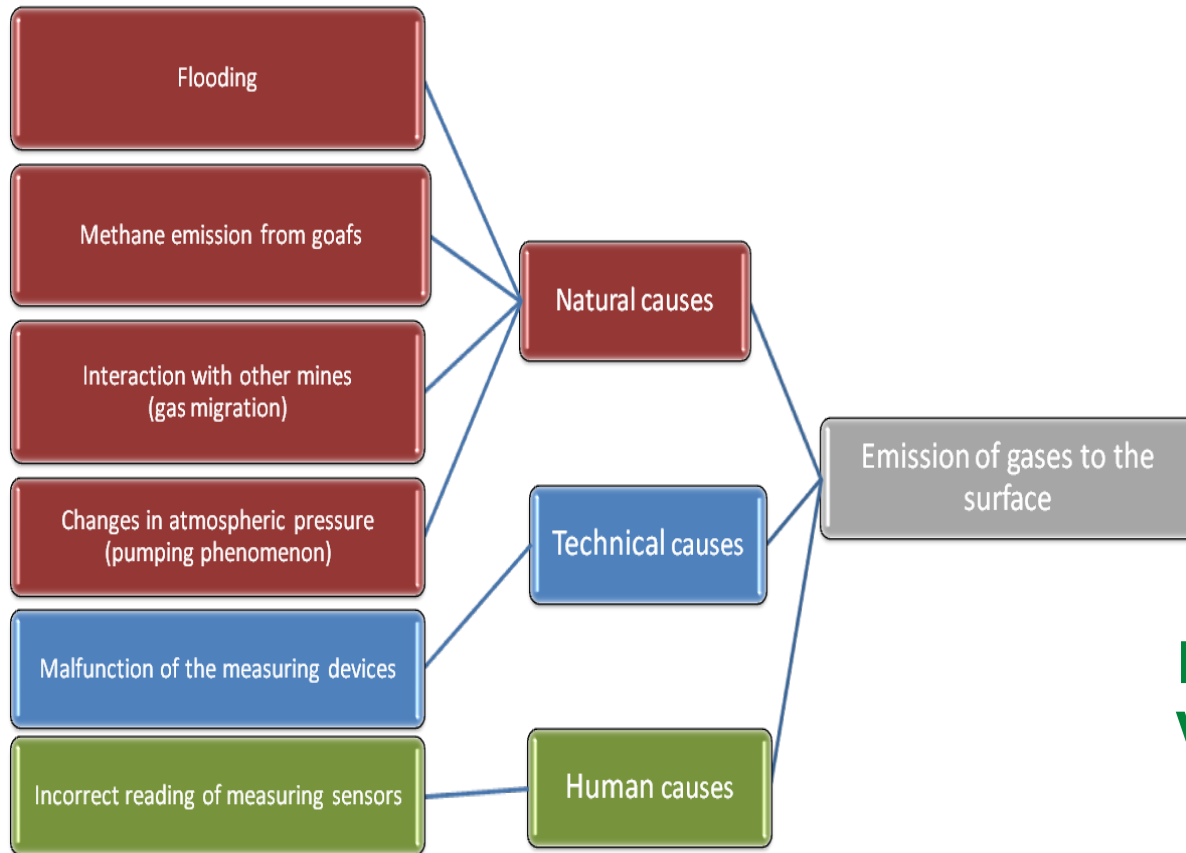 Flooding
Methane emission from goafs
Interaction with other mines
(gas migration)
Changes in atmospheric pressure
(pumping phenomenon)
Malfunction of the measuring devices
Incorrect reading of measuring sensors
Natural causes
Technical causes
Human causes
Emission of gases to the
surface